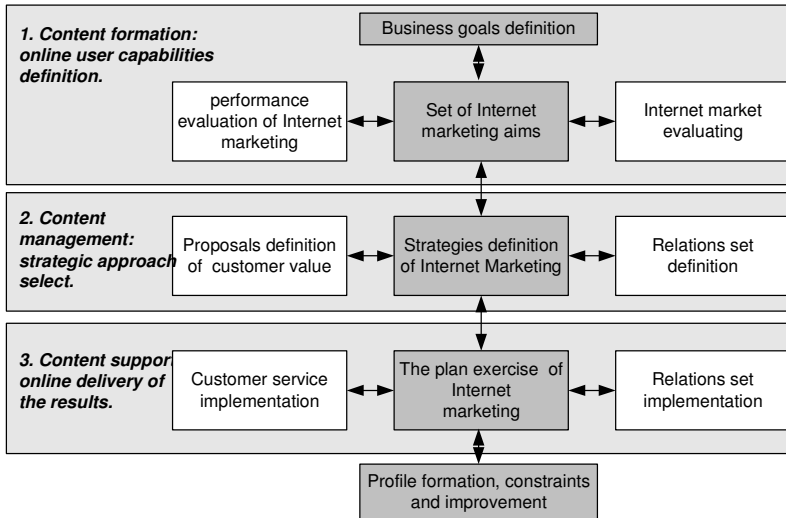 1. Content formation:
online user capabilities
definition.
Business goals definition
performance
evaluation of Internet
marketing
Set of Internet
marketing aims
Internet market
evaluating
2. Content
management:
strategic approach
select.
Proposals definition
of customer value
Strategies definition
of Internet Marketing
Relations set
definition
3. Content support
online delivery of
the results.
Customer service
implementation
The plan exercise of
Internet
marketing
Relations set
implementation
Profile formation, constraints
and improvement